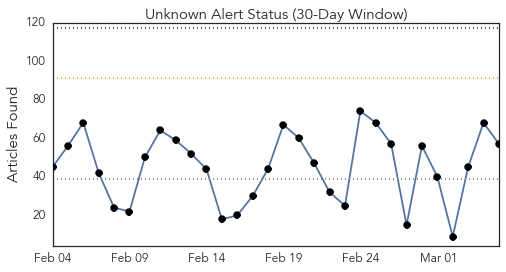 Unknown Alert Status (30-Day Window)
120
100
80
60
40
20
Articles Found
Feb 04 Feb 09 Feb 14 Feb 19 Feb 24 Mar 01